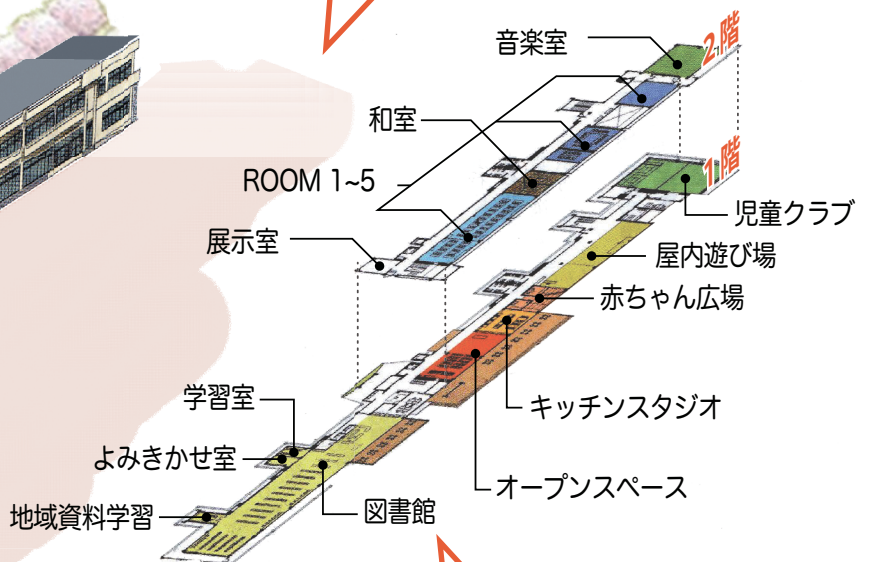 2階
音楽室
和室
ROOM 1~5
展示室
1階
児童クラブ
屋内遊び場
赤ちゃん広場
キッチンスタジオ
オープンスペース
学習室
よみきかせ室
地域資料学習
図書館